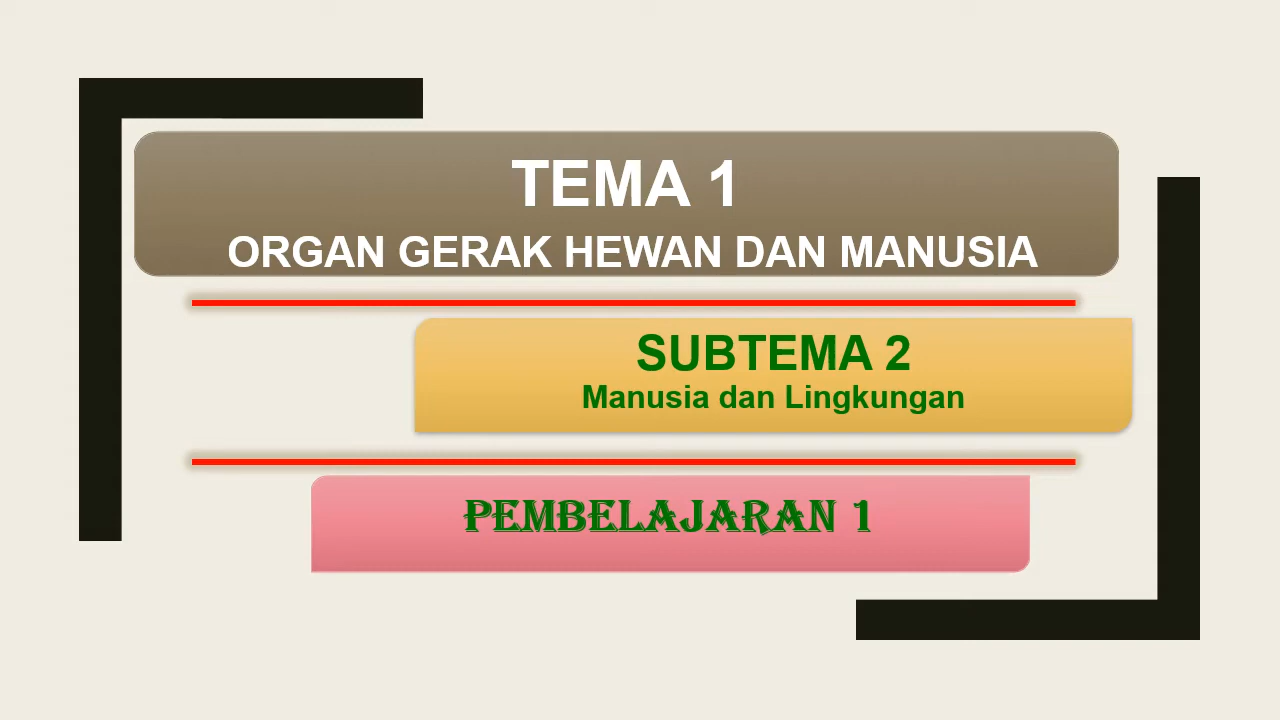 TEMA 1
ORGAN GERAK HEWAN DAN MANUSIA
SUBTEMA 2
Manusia dan Lingkungan
PEMBELAJARAN 1